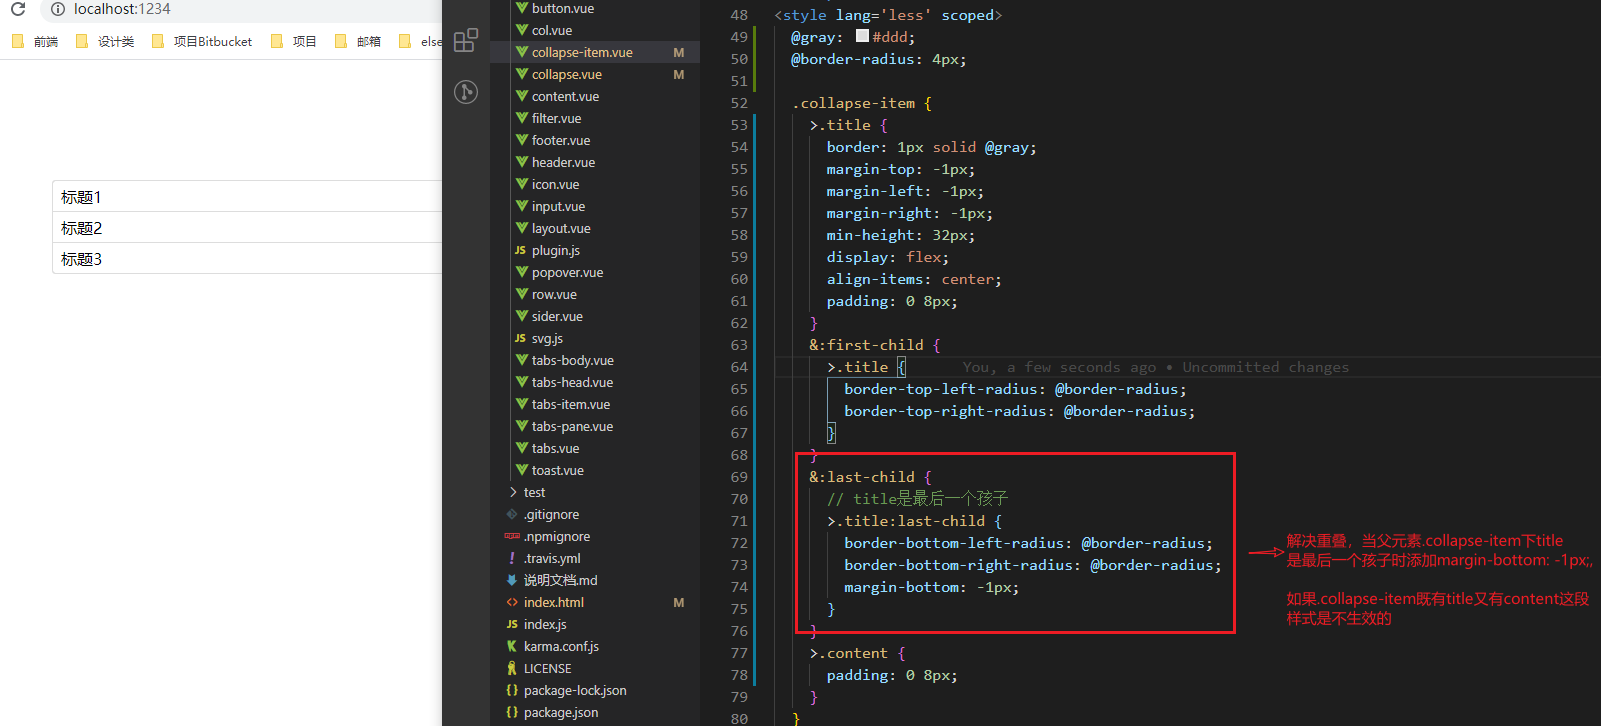 localhost:1234
前端
设计类
项目Bitbucket
项目
邮箱
else
标题1
标题2
标题3
button.vue
col.vue
collapse-item.vue M
collapse.vue M
content.vue
filter.vue
footer.vue
header.vue
icon.vue
input.vue
layout.vue
JS plugin.js
popover.vue
row.vue
sider.vue
JS svg.js
tabs-body.vue
tabs-head.vue
tabs-item.vue
tabs-pane.vue
tabs.vue
toast.vue
test
.gitignore
.npmignore
.travis.yml
说明文档.md
index.html M
JS index.js
karma.conf.js
LICENSE
package-lock.json
package.json
48 <style lang='less' scoped>
49 @gray: #ddd;
50 @border-radius: 4px;
51
52 .collapse-item {
53 >.title {
54 border: 1px solid @gray;
55 margin-top: -1px;
56 margin-left: -1px;
57 margin-right: -1px;
58 min-height: 32px;
59 display: flex;
60 align-items: center;
61 padding: 0 8px;
62 }
63 &:first-child {
64 >.title { You, a few seconds ago • Uncommitted changes
65 border-top-left-radius: @border-radius;
66 border-top-right-radius: @border-radius;
67 }
68 }
69 &:last-child {
70 // title是最后一个孩子
71 >.title:last-child {
72 border-bottom-left-radius: @border-radius;
73 border-bottom-right-radius: @border-radius;
74 margin-bottom: -1px;
75 }
76 }
77 >.content {
78 padding: 0 8px;
79 }
80 }
解决重叠，当父元素.collapse-item下title
是最后一个孩子时添加margin-bottom: -1px;,
如果.collapse-item既有title又有content这段
样式是不生效的